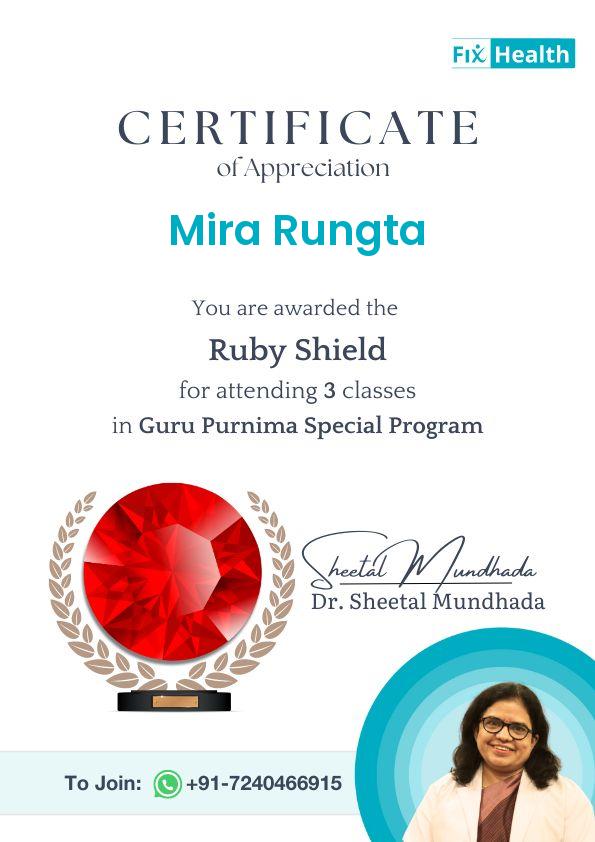 Fix Health
CERTIFICATE
of Appreciation
Mira Rungta
You are awarded the
Ruby Shield
for attending 3 classes
in Guru Purnima Special Program
Sheetal Mundhada
Dr. Sheetal Mundhada
To Join: +91-7240466915